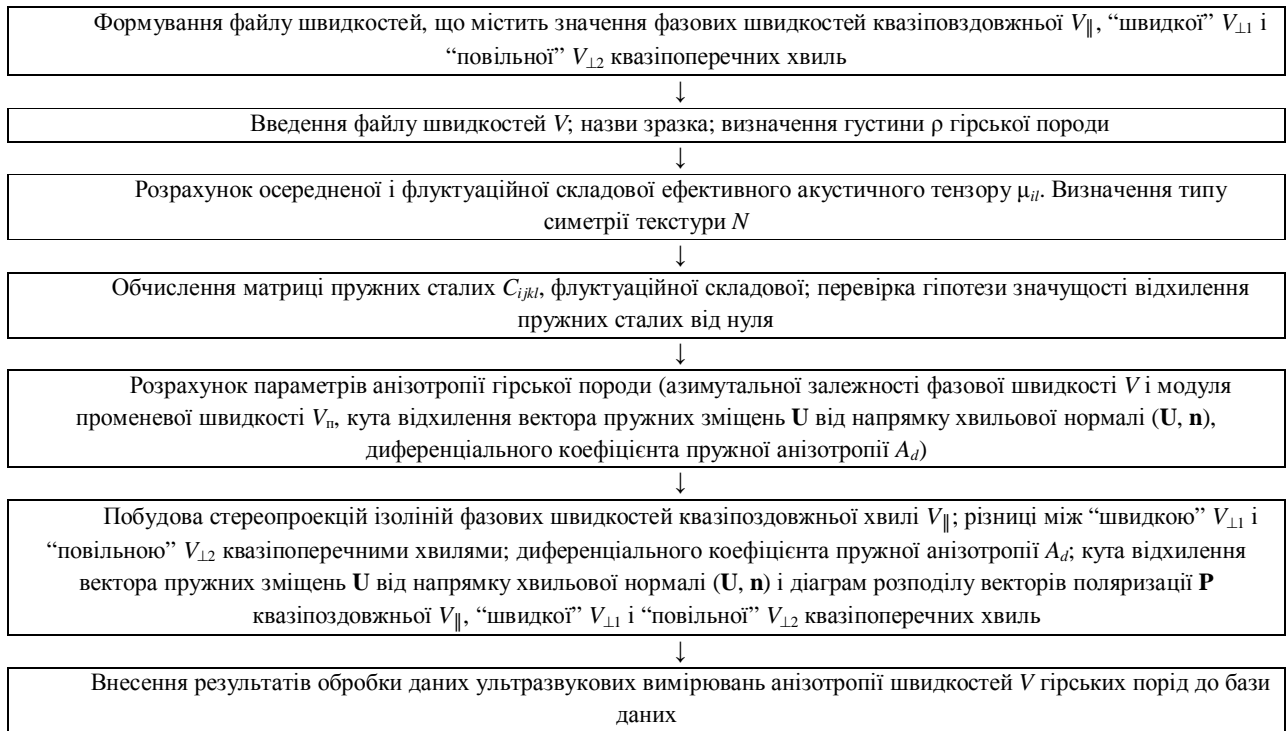 Формування файлу швидкостей, що містить значення фазових швидкостей квазіповздовжньої V∥, “швидкої” V⊥1 і
“повільної” V⊥2 квазіпоперечних хвиль
↓
Введення файлу швидкостей V; назви зразка; визначення густини ρ гірської породи
↓
Розрахунок осередненої і флуктуаційної складової ефективного акустичного тензору μil. Визначення типу
симетрії текстури N
↓
Обчислення матриці пружних сталих Cijkl, флуктуаційної складової; перевірка гіпотези значущості відхилення
пружних сталих від нуля
↓
Розрахунок параметрів анізотропії гірської породи (азимутальної залежності фазової швидкості V і модуля
променевої швидкості Vп, кута відхилення вектора пружних зміщень U від напрямку хвильової нормалі (U, n),
диференціального коефіцієнта пружної анізотропії Ad)
↓
Побудова стереопроекцій ізоліній фазових швидкостей квазіпоздовжньої хвилі V∥; різниці між “швидкою” V⊥1 і
“повільною” V⊥2 квазіпоперечними хвилями; диференціального коефіцієнта пружної анізотропії Ad; кута відхилення
вектора пружних зміщень U від напрямку хвильової нормалі (U, n) і діаграм розподілу векторів поляризації P
квазіпоздовжньої V∥, “швидкої” V⊥1 і “повільної” V⊥2 квазіпоперечних хвиль
↓
Внесення результатів обробки даних ультразвукових вимірювань анізотропії швидкостей V гірських порід до бази
даних